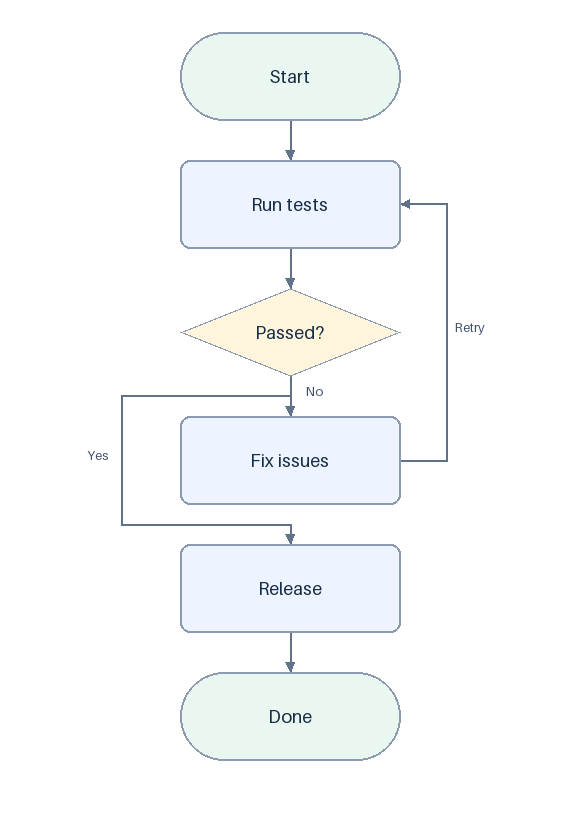 Start
Run tests
Passed?
No
Retry
Yes
Fix issues
Release
Done